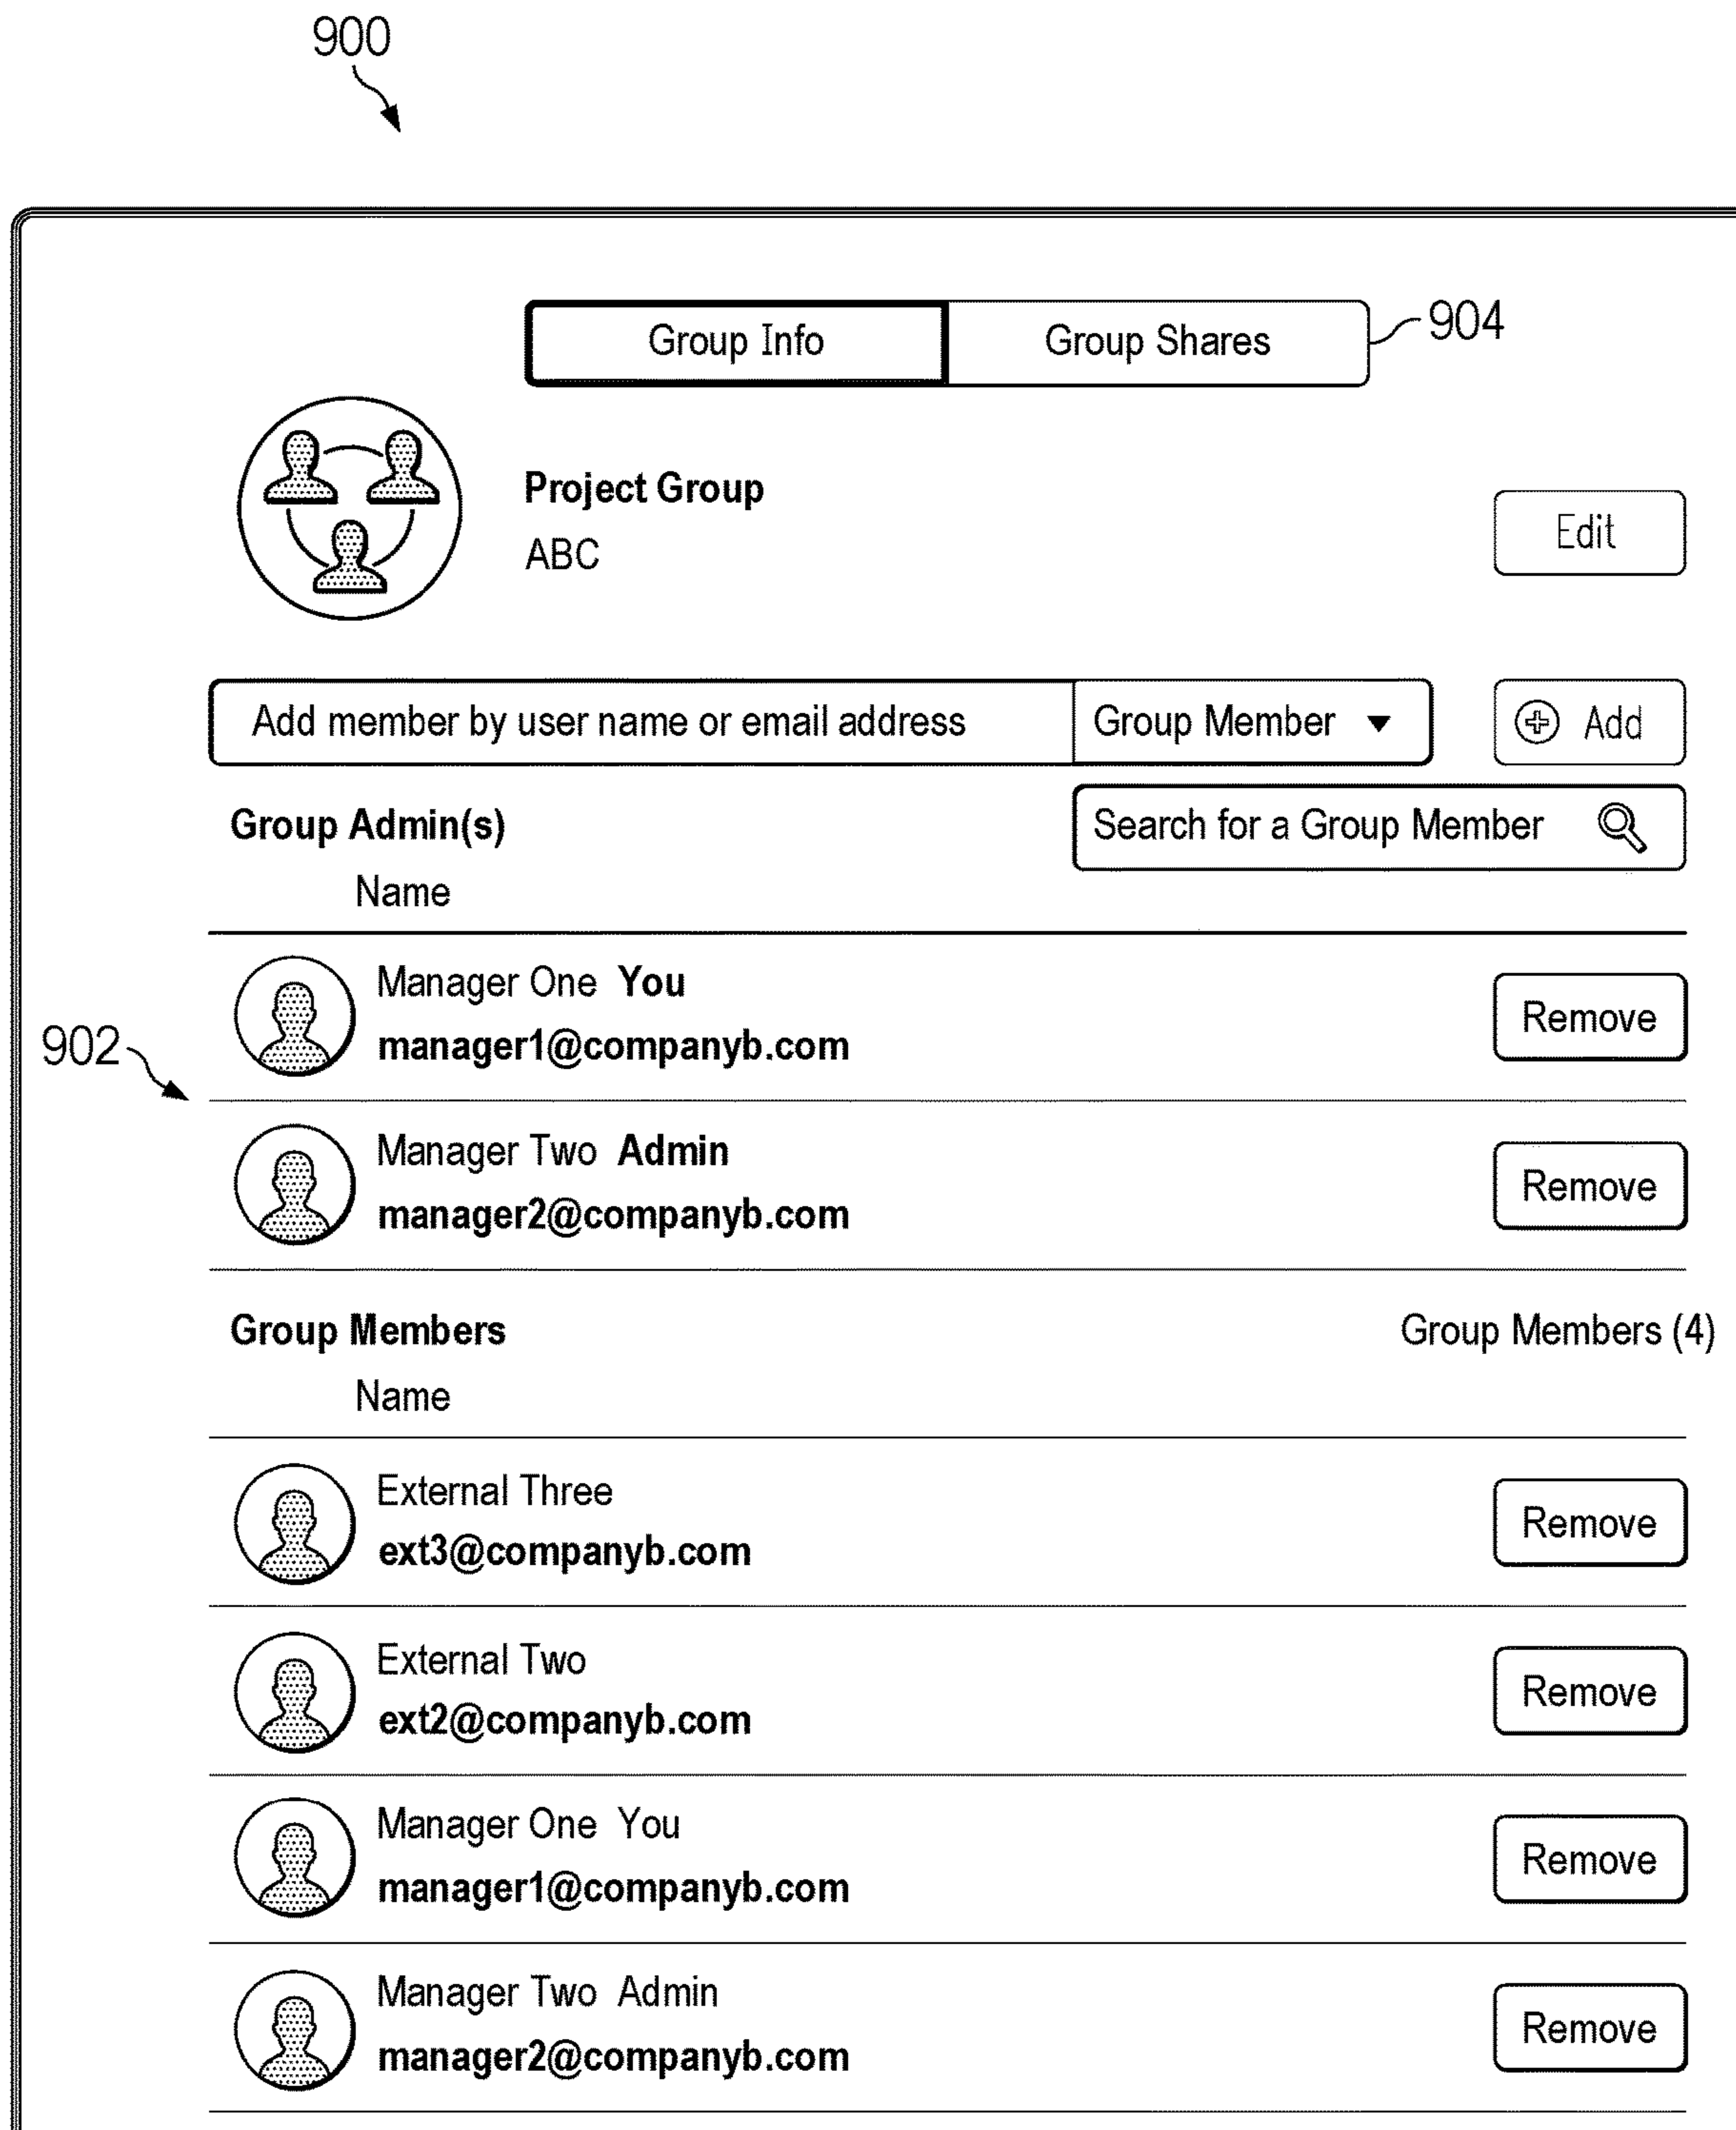 900
Group Info Group Shares 904
Project Group
ABC
Edit
Add member by user name or email address Group Member Add
Group Admin(s) Search for a Group Member
Name
Manager One You
manager1@companyb.com
Remove
902
Manager Two Admin
manager2@companyb.com
Remove
Group Members Group Members (4)
Name
External Three
ext3@companyb.com
Remove
External Two
ext2@companyb.com
Remove
Manager One You
manager1@companyb.com
Remove
Manager Two Admin
manager2@companyb.com
Remove